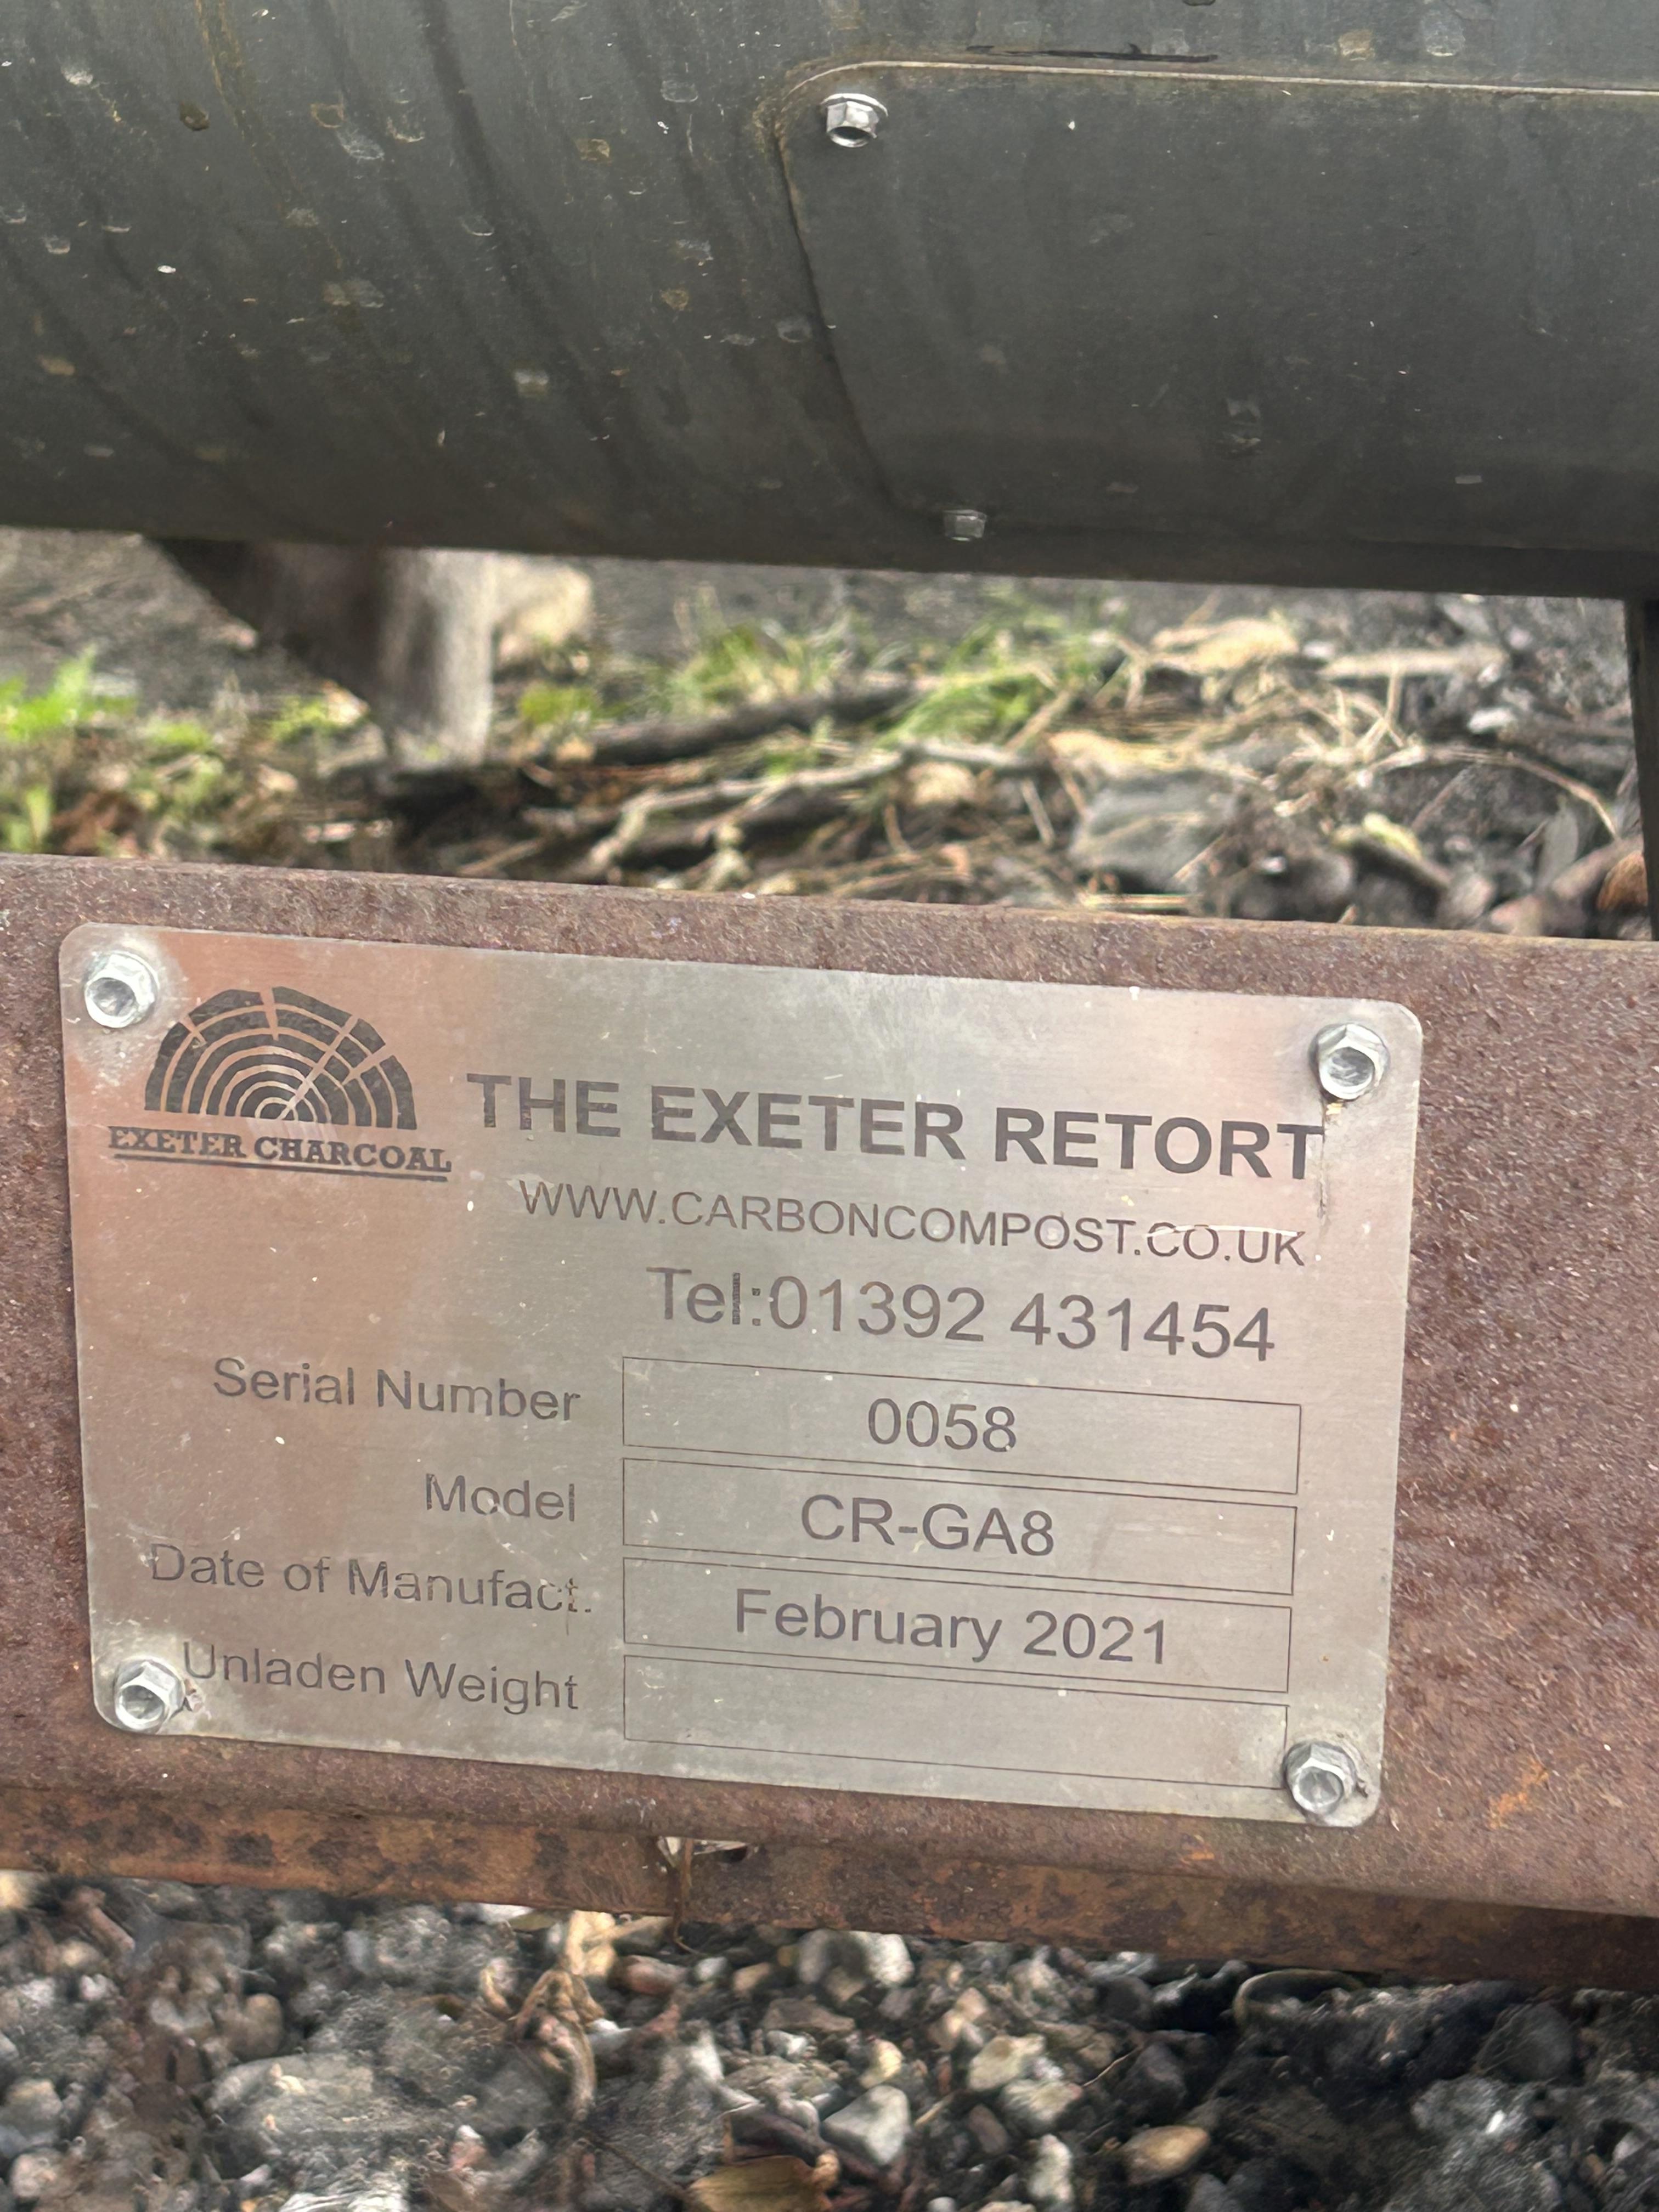 EXETER CHARCOAL
THE EXETER RETORT
WWW.CARBONCOMPOST.CO.UK
Tel:01392 431454
Serial Number 0058
Model CR-GA8
Date of Manufact. February 2021
Unladen Weight